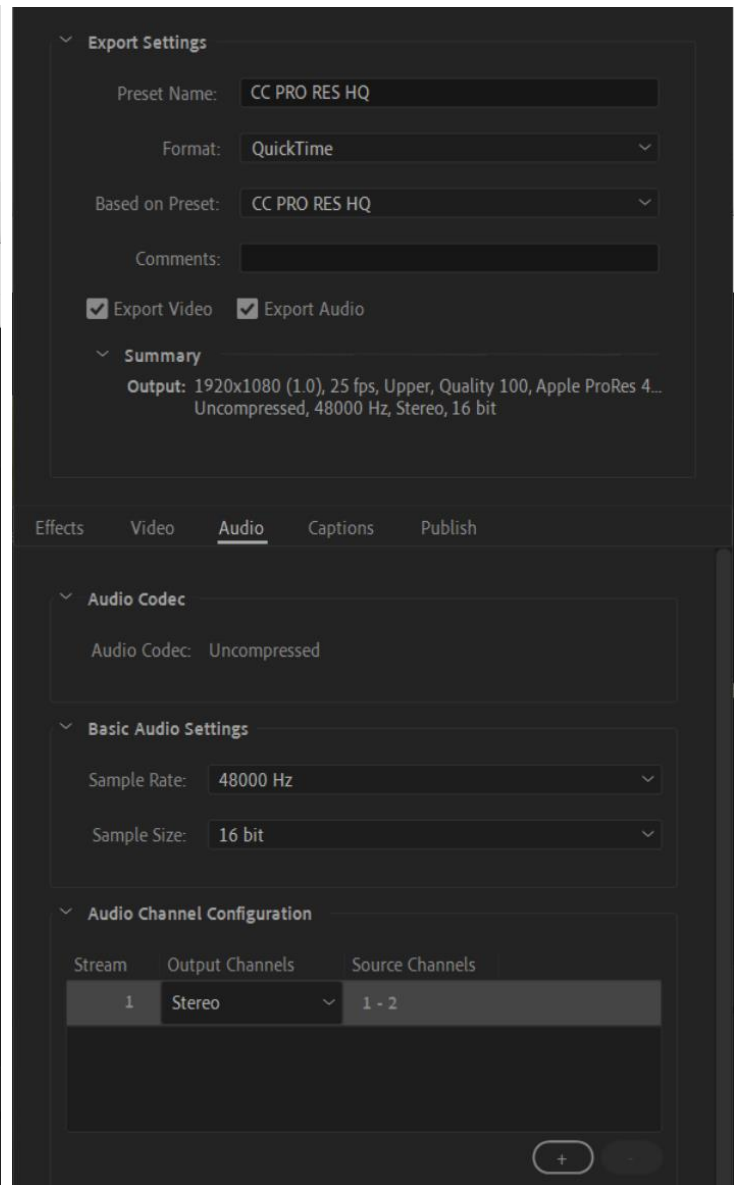 Export Settings
Preset Name: CC PRO RES HQ
Format: QuickTime
Based on Preset: CC PRO RES HQ
Comments:
Export Video Export Audio
Summary
Output: 1920x1080 (1.0), 25 fps, Upper, Quality 100, Apple ProRes 4...
Uncompressed, 48000 Hz, Stereo, 16 bit
Effects Video Audio Captions Publish
Audio Codec
Audio Codec: Uncompressed
Basic Audio Settings
Sample Rate: 48000 Hz
Sample Size: 16 bit
Audio Channel Configuration
Stream Output Channels Source Channels
1 Stereo 1 - 2
+ -